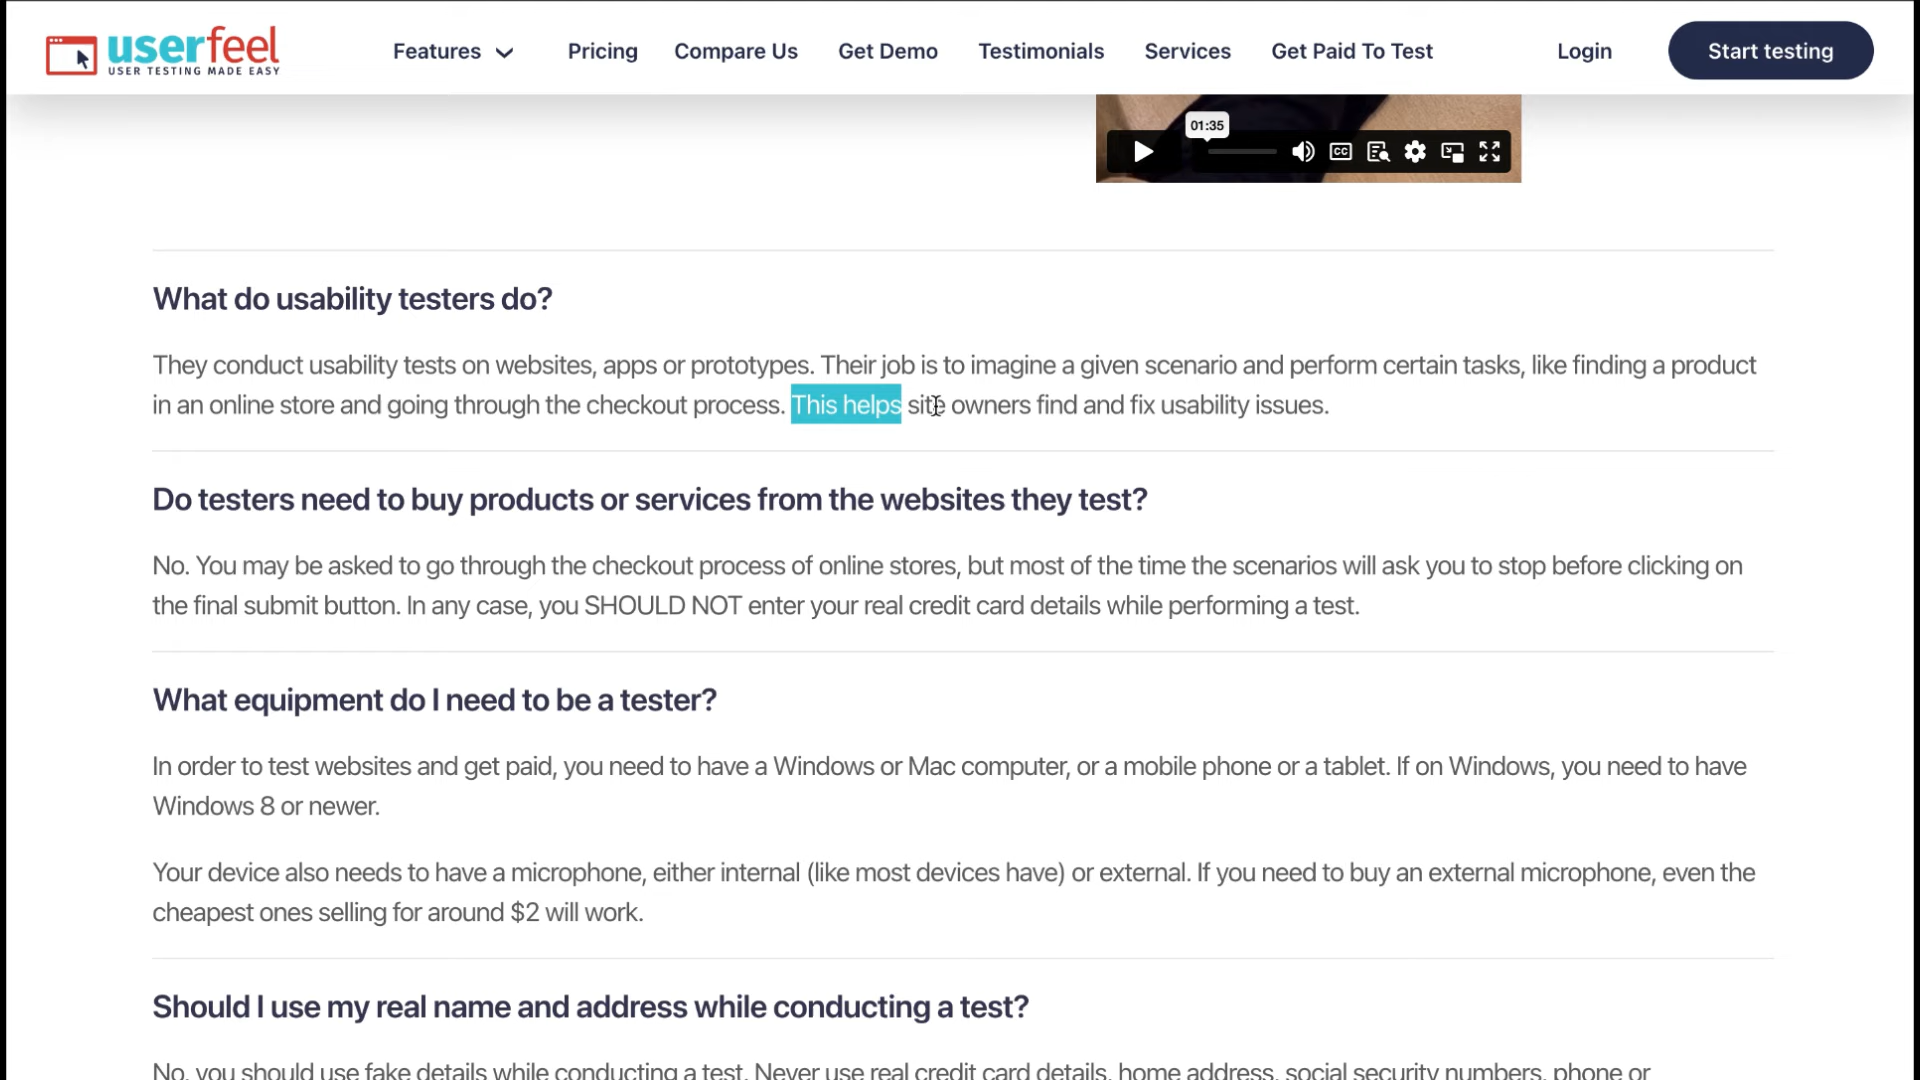 userfeel
USER TESTING MADE EASY
Features
Pricing
Compare Us
Get Demo
Testimonials
Services
Get Paid To Test
Login
Start testing
01:35
CC
What do usability testers do?
They conduct usability tests on websites, apps or prototypes. Their job is to imagine a given scenario and perform certain tasks, like finding a product
in an online store and going through the checkout process. This helps site owners find and fix usability issues.
Do testers need to buy products or services from the websites they test?
No. You may be asked to go through the checkout process of online stores, but most of the time the scenarios will ask you to stop before clicking on
the final submit button. In any case, you SHOULD NOT enter your real credit card details while performing a test.
What equipment do I need to be a tester?
In order to test websites and get paid, you need to have a Windows or Mac computer, or a mobile phone or a tablet. If on Windows, you need to have
Windows 8 or newer.
Your device also needs to have a microphone, either internal (like most devices have) or external. If you need to buy an external microphone, even the
cheapest ones selling for around $2 will work.
Should I use my real name and address while conducting a test?
No, you should use fake details while conducting a test. Never use real credit card details, home address, social security numbers, phone or